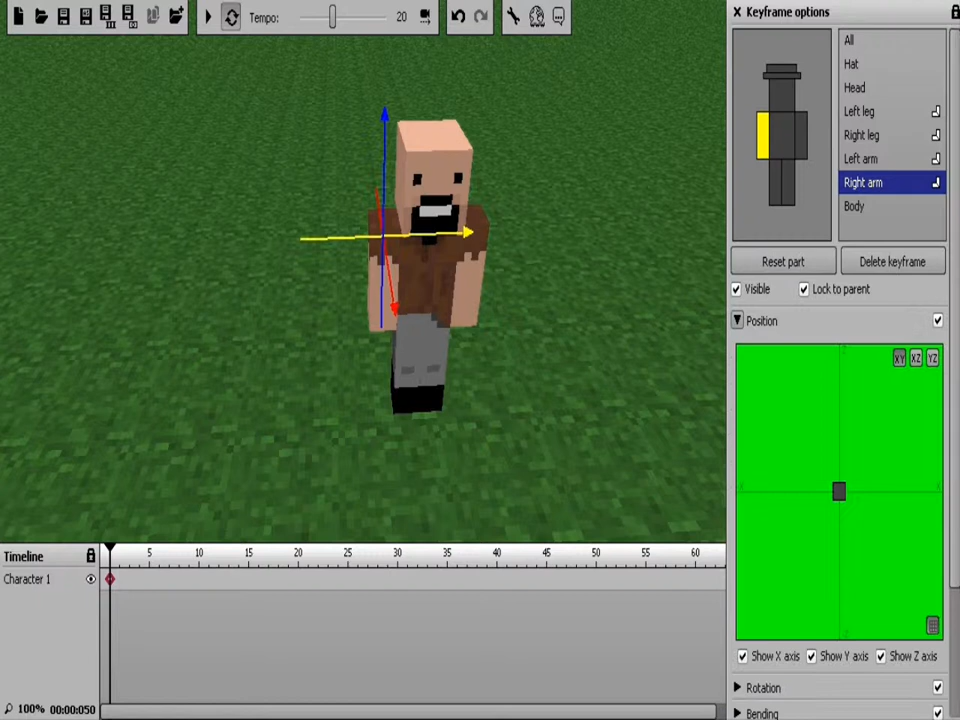 Tempo: 20
Keyframe options
All
Hat
Head
Left leg
Right leg
Left arm
Right arm
Body
Reset part Delete keyframe
Visible Lock to parent
Position
XY XZ YZ
Show X axis Show Y axis Show Z axis
Rotation
Bending
Timeline 5 10 15 20 25 30 35 40 45 50 55 60
Character 1
100% 00:00:050